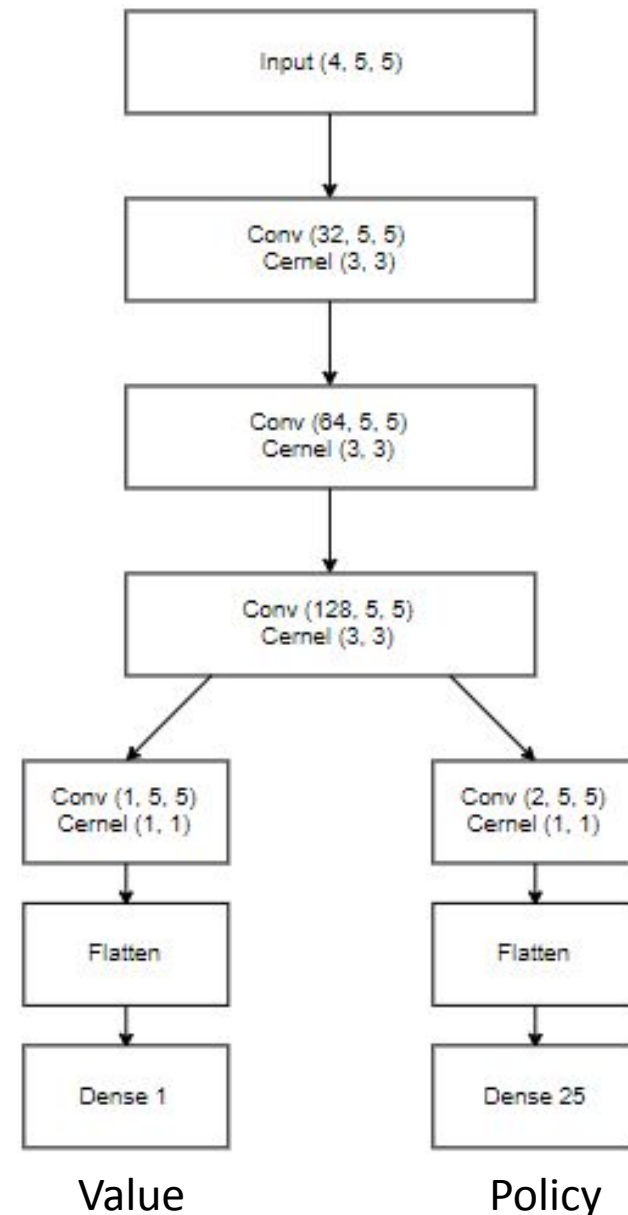 Input (4, 5, 5)
Conv (32, 5, 5)
Cernel (3, 3)
Conv (64, 5, 5)
Cernel (3, 3)
Conv (128, 5, 5)
Cernel (3, 3)
Conv (1, 5, 5)
Cernel (1, 1)
Conv (2, 5, 5)
Cernel (1, 1)
Flatten
Flatten
Dense 1
Dense 25
Value
Policy